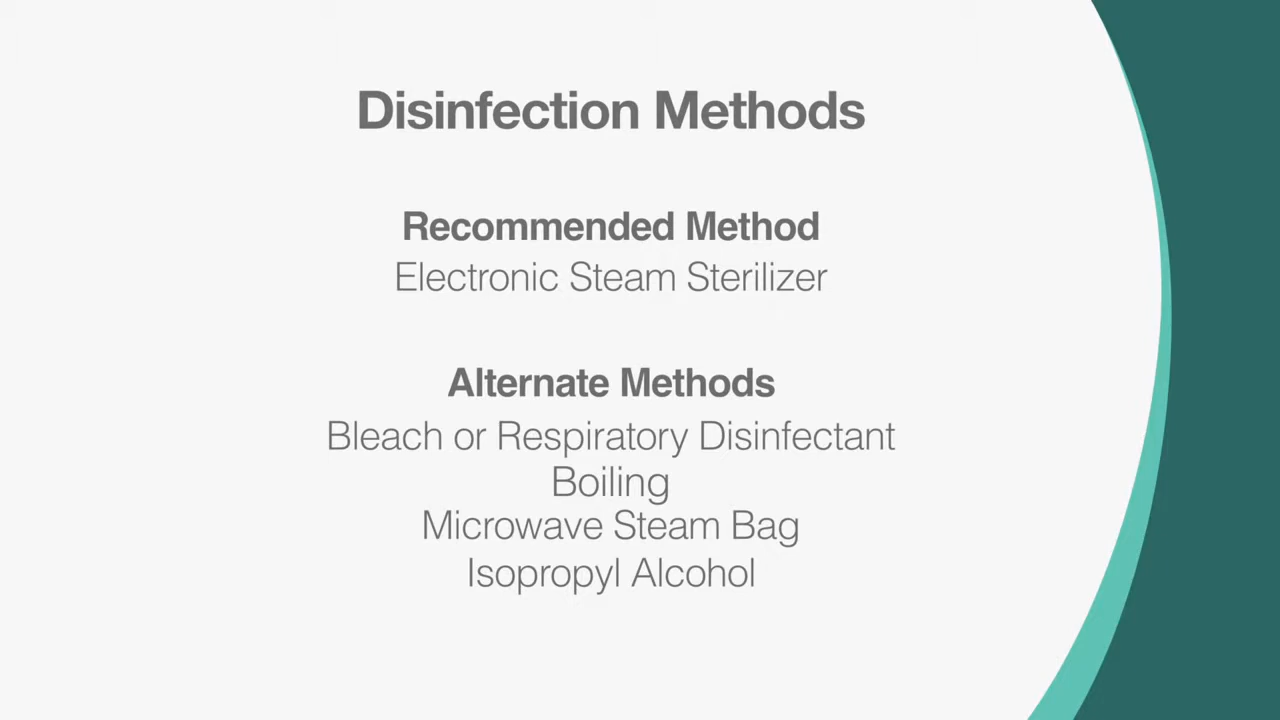 Disinfection Methods
Recommended Method
Electronic Steam Sterilizer
Alternate Methods
Bleach or Respiratory Disinfectant
Boiling
Microwave Steam Bag
Isopropyl Alcohol